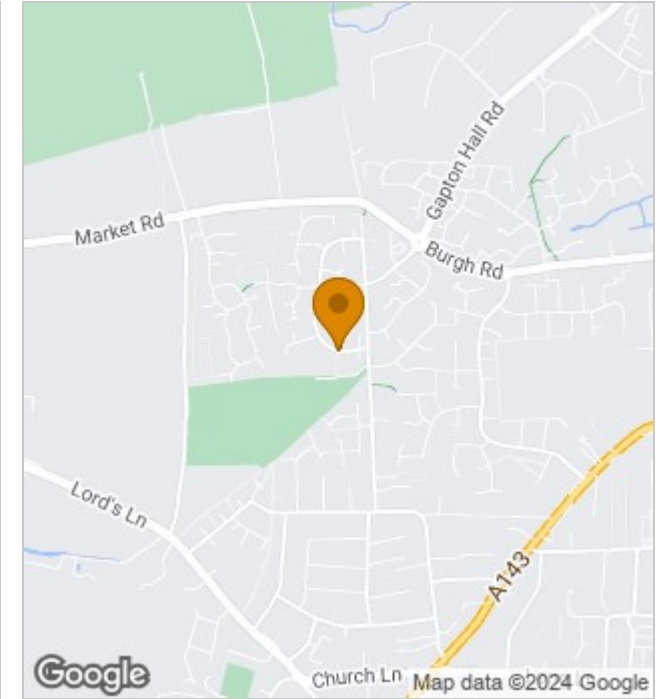 Gapton Hall Rd
Market Rd
Burgh Rd
Lord's Ln
A143
Church Ln
Google
Map data ©2024 Google